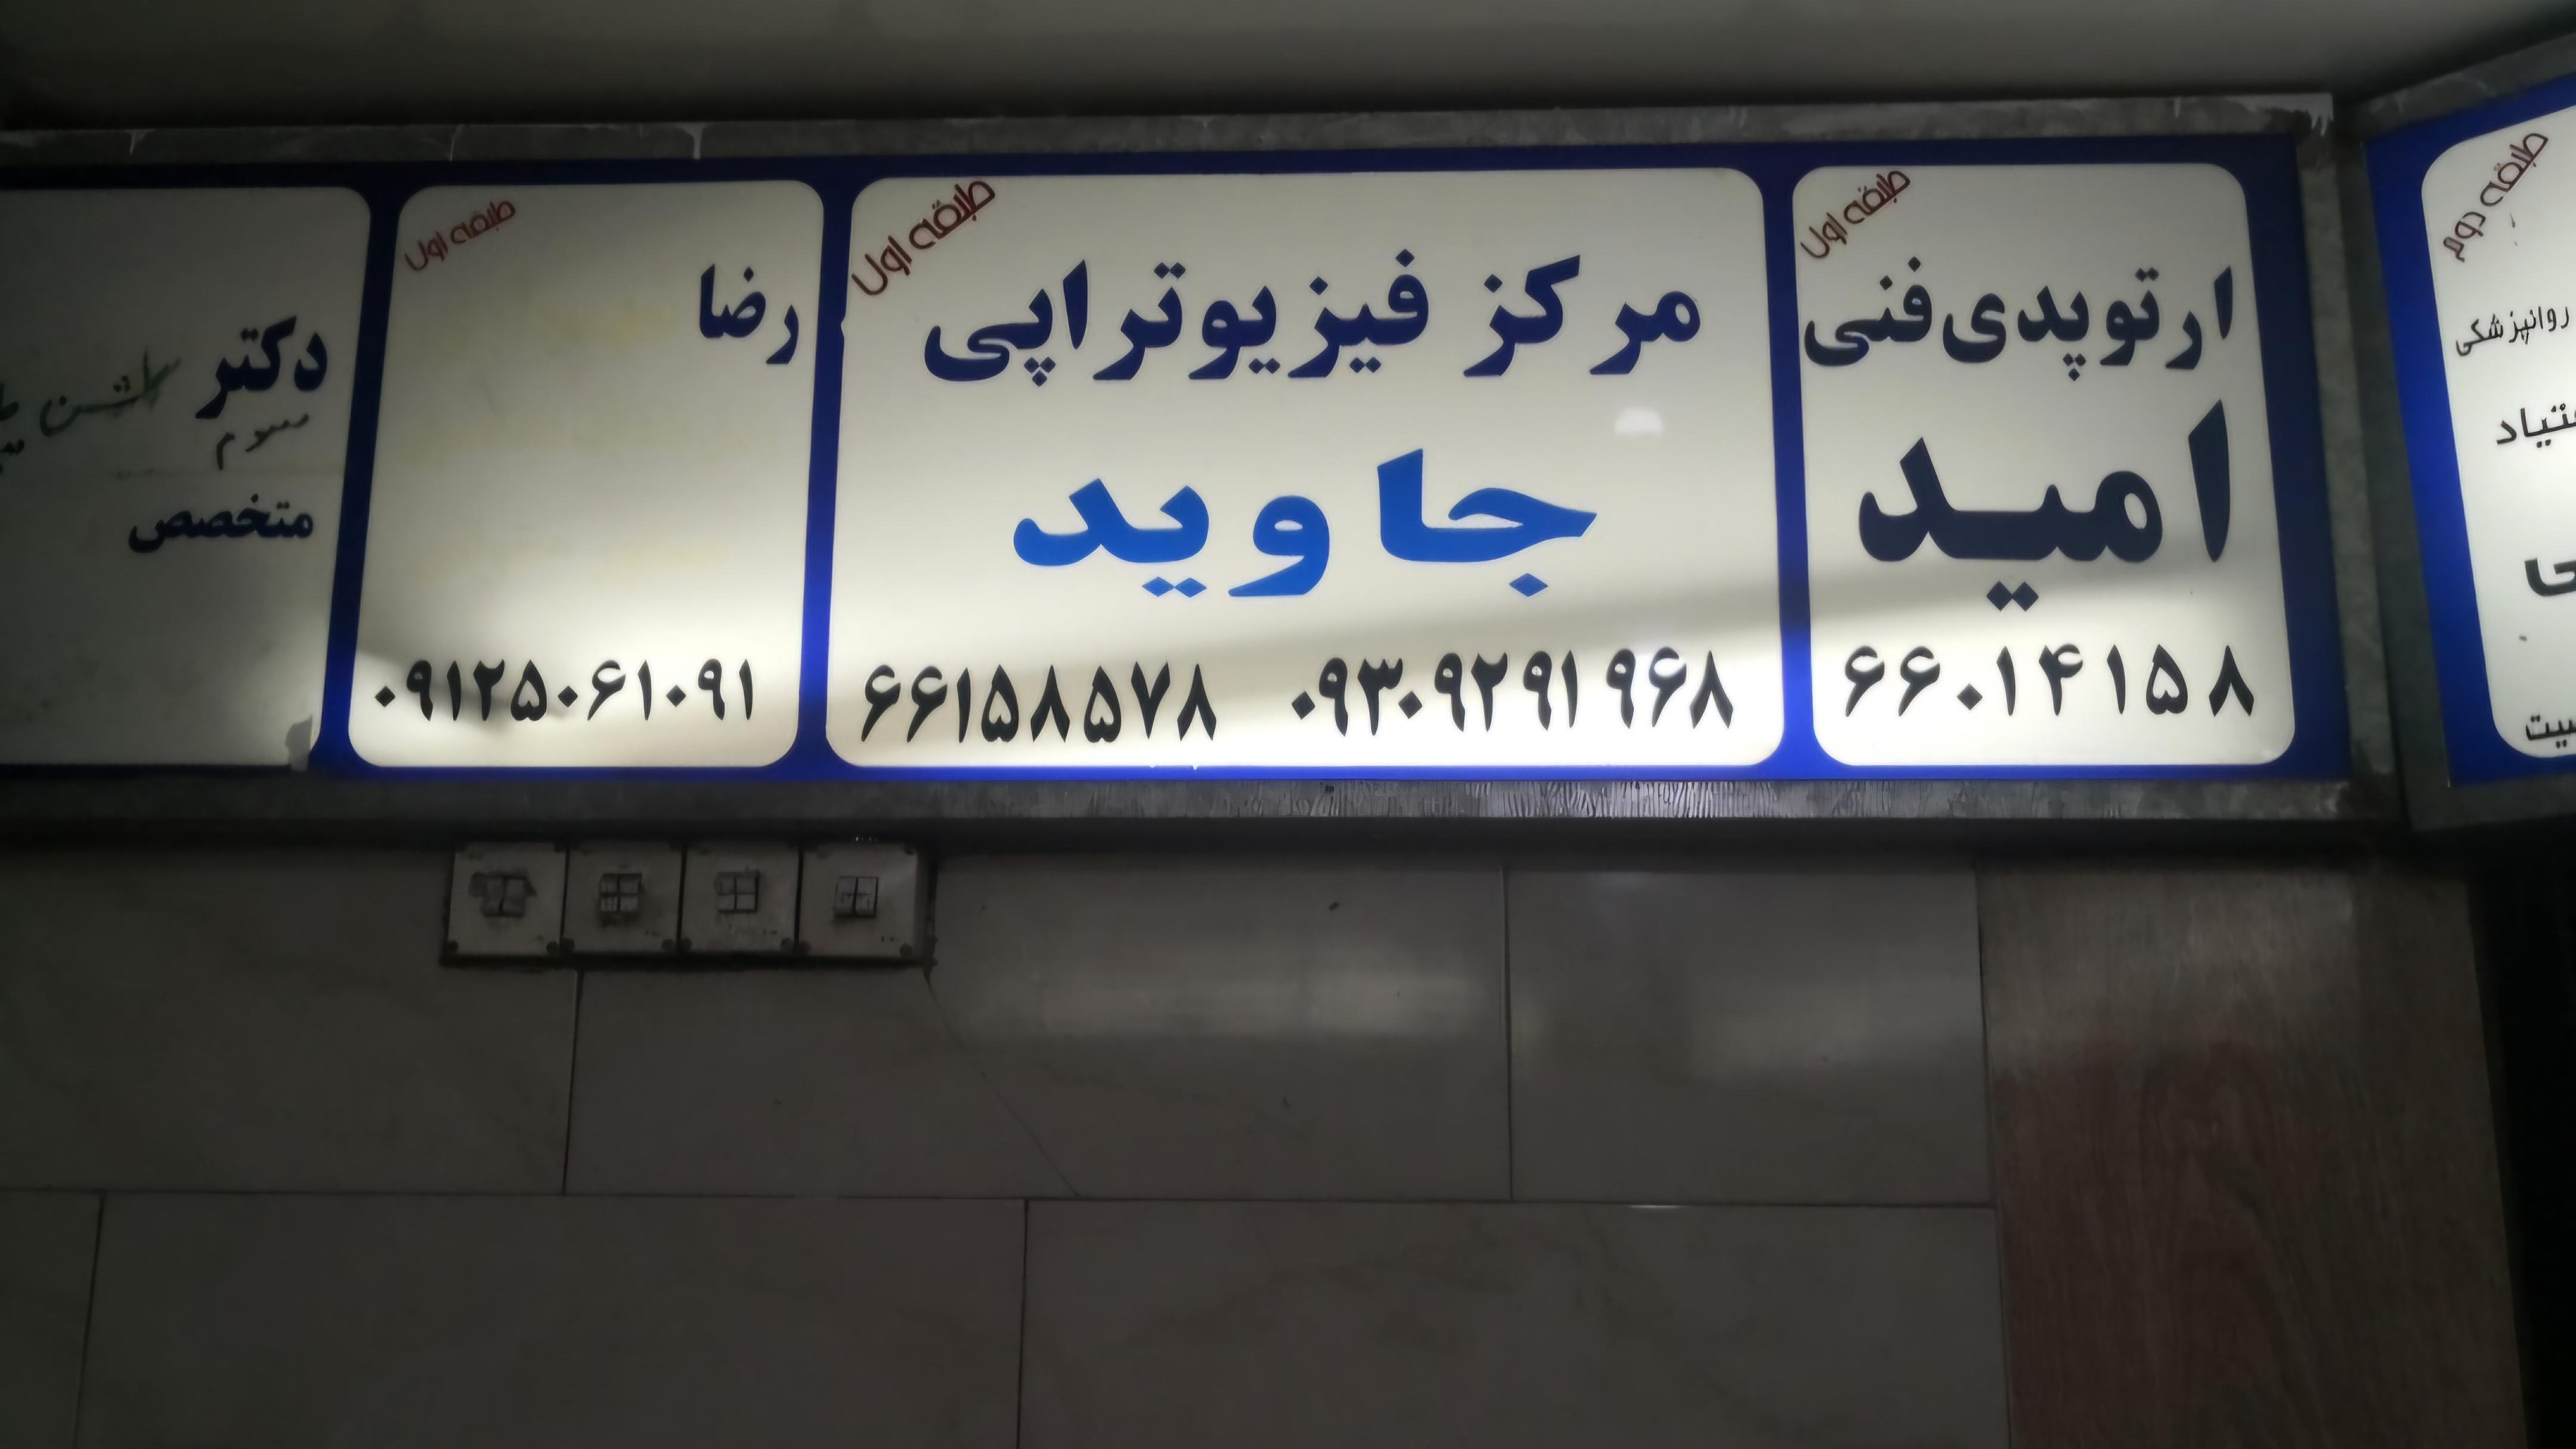 طبقه دوم
روانپزشکی
طبقه اول
ارتوپدی فنی
امید
۶۶۰۱۴۱۵۸
طبقه اول
مرکز فیزیوتراپی
جاوید
۶۶۱۵۸۵۷۸ ۰۹۳۰۹۲۹۱۹۶۸
طبقه اول
رضا
۰۹۱۲۵۰۶۱۰۹۱
دکتر
متخصص